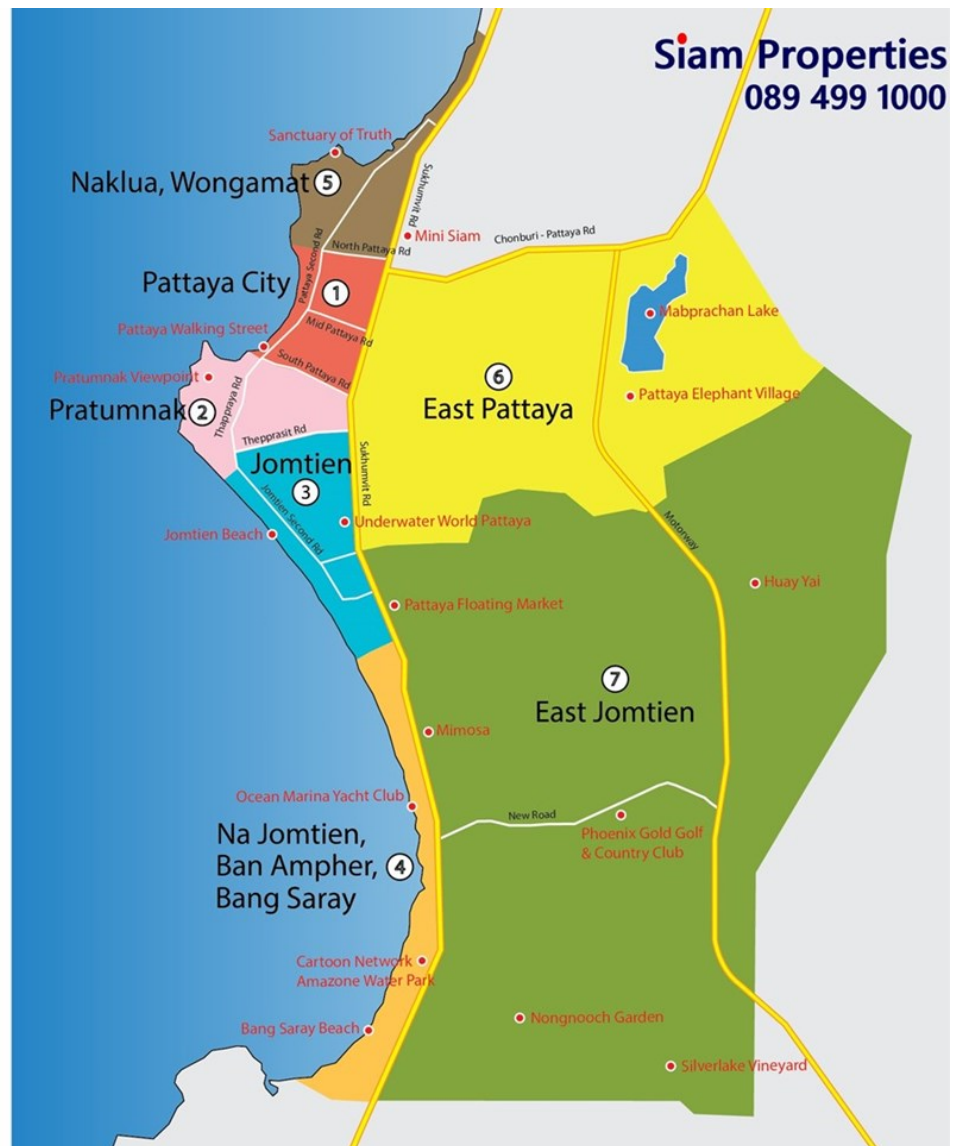 Siam Properties
089 499 1000
Sanctuary of Truth
Naklua, Wongamat 5
Sukhumvit Rd
Mini Siam
Chonburi - Pattaya Rd
Pattaya Second Rd
North Pattaya Rd
Pattaya City
1
Mabprachan Lake
Mid Pattaya Rd
Pattaya Walking Street
South Pattaya Rd
Pratumnak Viewpoint
Pratumnak 2
Thappraya Rd
6
East Pattaya
Pattaya Elephant Village
Thepprasit Rd
Jomtien
3
Sukhumvit Rd
Jomtien Second Rd
Underwater World Pattaya
Jomtien Beach
Motorway
Huay Yai
Pattaya Floating Market
7
East Jomtien
Mimosa
Ocean Marina Yacht Club
New Road
Phoenix Gold Golf
& Country Club
Na Jomtien,
Ban Ampher, 4
Bang Saray
Cartoon Network
Amazone Water Park
Nongnooch Garden
Bang Saray Beach
Silverlake Vineyard